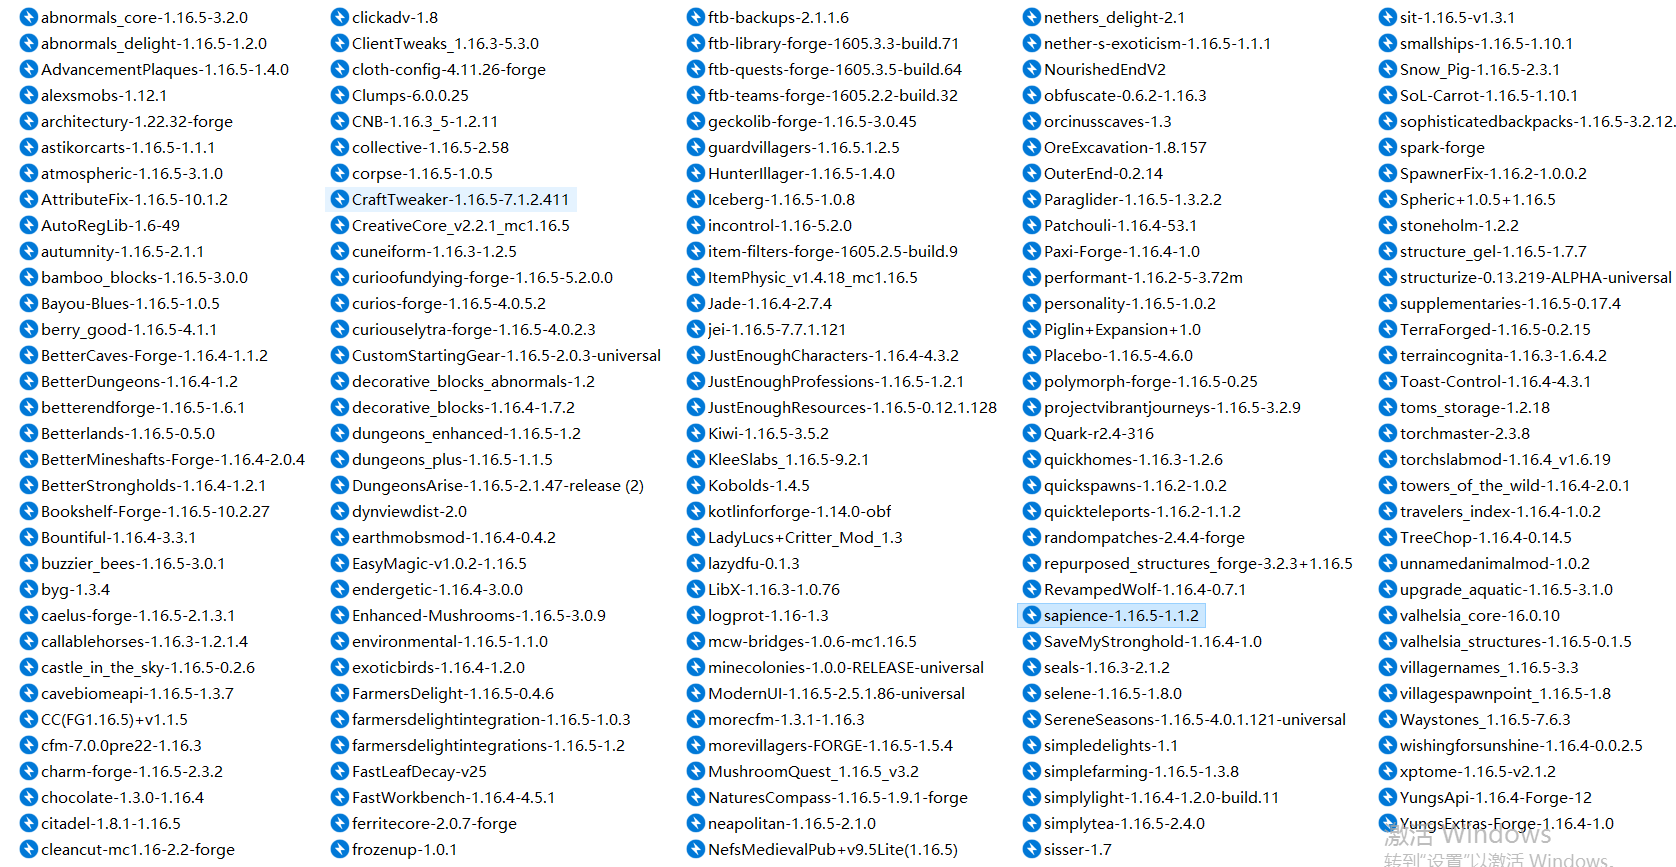 abnormals_core-1.16.5-3.2.0
abnormals_delight-1.16.5-1.2.0
AdvancementPlaques-1.16.5-1.4.0
alexsmobs-1.12.1
architectury-1.22.32-forge
astikorcarts-1.16.5-1.1.1
atmospheric-1.16.5-3.1.0
AttributeFix-1.16.5-10.1.2
AutoRegLib-1.6-49
autumnity-1.16.5-2.1.1
bamboo_blocks-1.16.5-3.0.0
Bayou-Blues-1.16.5-1.0.5
berry_good-1.16.5-4.1.1
BetterCaves-Forge-1.16.4-1.1.2
BetterDungeons-1.16.4-1.2
betterendforge-1.16.5-1.6.1
Betterlands-1.16.5-0.5.0
BetterMineshafts-Forge-1.16.4-2.0.4
BetterStrongholds-1.16.4-1.2.1
Bookshelf-Forge-1.16.5-10.2.27
Bountiful-1.16.4-3.3.1
buzzier_bees-1.16.5-3.0.1
byg-1.3.4
caelus-forge-1.16.5-2.1.3.1
callablehorses-1.16.3-1.2.1.4
castle_in_the_sky-1.16.5-0.2.6
cavebiomeapi-1.16.5-1.3.7
CC(FG1.16.5)+v1.1.5
cfm-7.0.0pre22-1.16.3
charm-forge-1.16.5-2.3.2
chocolate-1.3.0-1.16.4
citadel-1.8.1-1.16.5
cleancut-mc1.16-2.2-forge
clickadv-1.8
ClientTweaks_1.16.3-5.3.0
cloth-config-4.11.26-forge
Clumps-6.0.0.25
CNB-1.16.3_5-1.2.11
collective-1.16.5-2.58
corpse-1.16.5-1.0.5
CraftTweaker-1.16.5-7.1.2.411
CreativeCore_v2.2.1_mc1.16.5
cuneiform-1.16.3-1.2.5
curioofundying-forge-1.16.5-5.2.0.0
curios-forge-1.16.5-4.0.5.2
curiouselytra-forge-1.16.5-4.0.2.3
CustomStartingGear-1.16.5-2.0.3-universal
decorative_blocks_abnormals-1.2
decorative_blocks-1.16.4-1.7.2
dungeons_enhanced-1.16.5-1.2
dungeons_plus-1.16.5-1.1.5
DungeonsArise-1.16.5-2.1.47-release (2)
dynviewdist-2.0
earthmobsmod-1.16.4-0.4.2
EasyMagic-v1.0.2-1.16.5
endergetic-1.16.4-3.0.0
Enhanced-Mushrooms-1.16.5-3.0.9
environmental-1.16.5-1.1.0
exoticbirds-1.16.4-1.2.0
FarmersDelight-1.16.5-0.4.6
farmersdelightintegration-1.16.5-1.0.3
farmersdelightintegrations-1.16.5-1.2
FastLeafDecay-v25
FastWorkbench-1.16.4-4.5.1
ferritecore-2.0.7-forge
frozenup-1.0.1
ftb-backups-2.1.1.6
ftb-library-forge-1605.3.3-build.71
ftb-quests-forge-1605.3.5-build.64
ftb-teams-forge-1605.2.2-build.32
geckolib-forge-1.16.5-3.0.45
guardvillagers-1.16.5.1.2.5
HunterIllager-1.16.5-1.4.0
Iceberg-1.16.5-1.0.8
incontrol-1.16-5.2.0
item-filters-forge-1605.2.5-build.9
ItemPhysic_v1.4.18_mc1.16.5
Jade-1.16.4-2.7.4
jei-1.16.5-7.7.1.121
JustEnoughCharacters-1.16.4-4.3.2
JustEnoughProfessions-1.16.5-1.2.1
JustEnoughResources-1.16.5-0.12.1.128
Kiwi-1.16.5-3.5.2
KleeSlabs_1.16.5-9.2.1
Kobolds-1.4.5
kotlinforforge-1.14.0-obf
LadyLucs+Critter_Mod_1.3
lazydfu-0.1.3
LibX-1.16.3-1.0.76
logprot-1.16-1.3
mcw-bridges-1.0.6-mc1.16.5
minecolonies-1.0.0-RELEASE-universal
ModernUI-1.16.5-2.5.1.86-universal
morecfm-1.3.1-1.16.3
morevillagers-FORGE-1.16.5-1.5.4
MushroomQuest_1.16.5_v3.2
NaturesCompass-1.16.5-1.9.1-forge
neapolitan-1.16.5-2.1.0
NefsMedievalPub+v9.5Lite(1.16.5)
nethers_delight-2.1
nether-s-exoticism-1.16.5-1.1.1
NourishedEndV2
obfuscate-0.6.2-1.16.3
orcinusscaves-1.3
OreExcavation-1.8.157
OuterEnd-0.2.14
Paraglider-1.16.5-1.3.2.2
Patchouli-1.16.4-53.1
Paxi-Forge-1.16.4-1.0
performant-1.16.2-5-3.72m
personality-1.16.5-1.0.2
Piglin+Expansion+1.0
Placebo-1.16.5-4.6.0
polymorph-forge-1.16.5-0.25
projectvibrantjourneys-1.16.5-3.2.9
Quark-r2.4-316
quickhomes-1.16.3-1.2.6
quickspawns-1.16.2-1.0.2
quickteleports-1.16.2-1.1.2
randompatches-2.4.4-forge
repurposed_structures_forge-3.2.3+1.16.5
RevampedWolf-1.16.4-0.7.1
sapience-1.16.5-1.1.2
SaveMyStronghold-1.16.4-1.0
seals-1.16.3-2.1.2
selene-1.16.5-1.8.0
SereneSeasons-1.16.5-4.0.1.121-universal
simpledelights-1.1
simplefarming-1.16.5-1.3.8
simplylight-1.16.4-1.2.0-build.11
simplytea-1.16.5-2.4.0
sisser-1.7
sit-1.16.5-v1.3.1
smallships-1.16.5-1.10.1
Snow_Pig-1.16.5-2.3.1
SoL-Carrot-1.16.5-1.10.1
sophisticatedbackpacks-1.16.5-3.2.12.
spark-forge
SpawnerFix-1.16.2-1.0.0.2
Spheric+1.0.5+1.16.5
stoneholm-1.2.2
structure_gel-1.16.5-1.7.7
structurize-0.13.219-ALPHA-universal
supplementaries-1.16.5-0.17.4
TerraForged-1.16.5-0.2.15
terraincognita-1.16.3-1.6.4.2
Toast-Control-1.16.4-4.3.1
toms_storage-1.2.18
torchmaster-2.3.8
torchslabmod-1.16.4_v1.6.19
towers_of_the_wild-1.16.4-2.0.1
travelers_index-1.16.4-1.0.2
TreeChop-1.16.4-0.14.5
unnamedanimalmod-1.0.2
upgrade_aquatic-1.16.5-3.1.0
valhelsia_core-16.0.10
valhelsia_structures-1.16.5-0.1.5
villagernames_1.16.5-3.3
villagespawnpoint_1.16.5-1.8
Waystones_1.16.5-7.6.3
wishingforsunshine-1.16.4-0.0.2.5
xptome-1.16.5-v2.1.2
YungsApi-1.16.4-Forge-12
YungsExtras-Forge-1.16.4-1.0
激活 Windows
转到"设置"以激活 Windows。